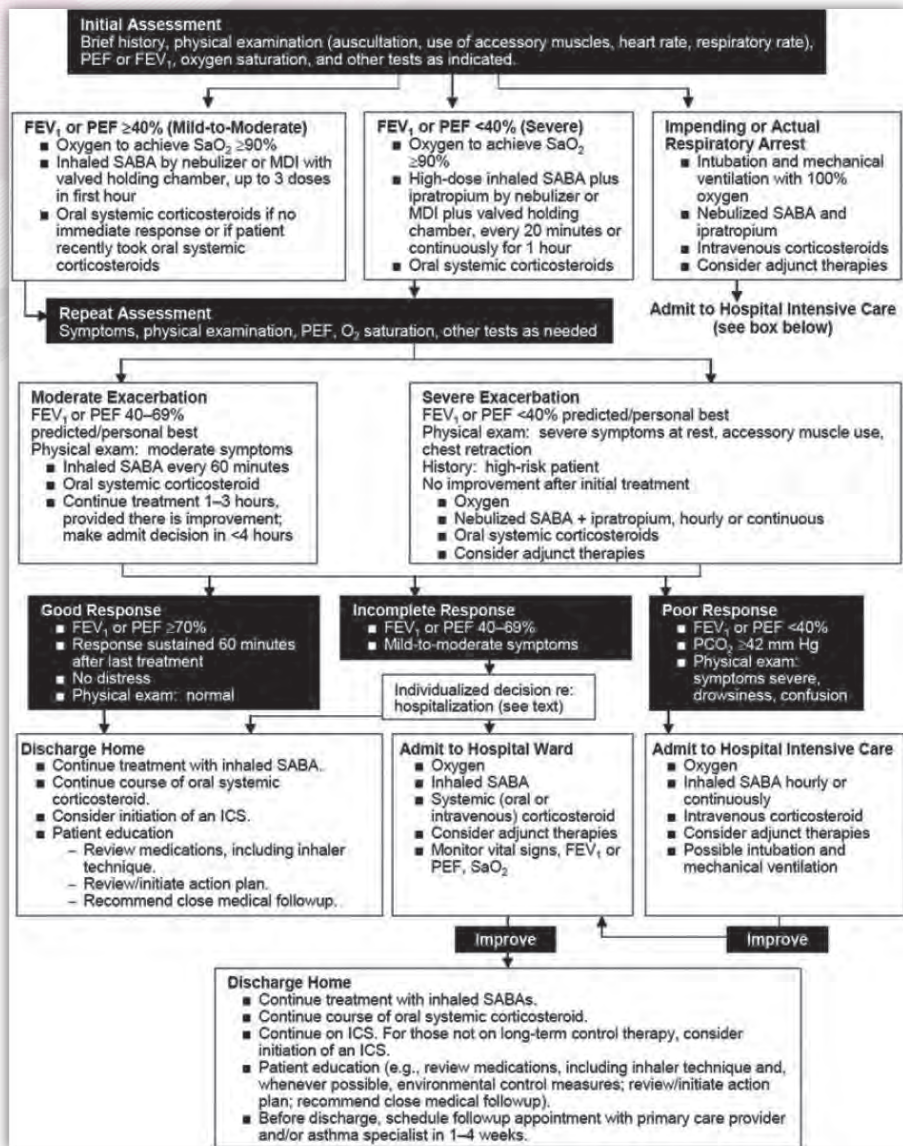 Initial Assessment
Brief history, physical examination (auscultation, use of accessory muscles, heart rate, respiratory rate),
PEF or FEV₁, oxygen saturation, and other tests as indicated.
FEV₁ or PEF ≥40% (Mild-to-Moderate)
■ Oxygen to achieve SaO₂ ≥90%
■ Inhaled SABA by nebulizer or MDI with
valved holding chamber, up to 3 doses
in first hour
■ Oral systemic corticosteroids if no
immediate response or if patient
recently took oral systemic
corticosteroids
FEV₁ or PEF <40% (Severe)
■ Oxygen to achieve SaO₂
≥90%
■ High-dose inhaled SABA plus
ipratropium by nebulizer or
MDI plus valved holding
chamber, every 20 minutes or
continuously for 1 hour
■ Oral systemic corticosteroids
Impending or Actual
Respiratory Arrest
■ Intubation and mechanical
ventilation with 100%
oxygen
■ Nebulized SABA and
ipratropium
■ Intravenous corticosteroids
■ Consider adjunct therapies
Repeat Assessment
Symptoms, physical examination, PEF, O₂ saturation, other tests as needed
Admit to Hospital Intensive Care
(see box below)
Moderate Exacerbation
FEV₁ or PEF 40–69%
predicted/personal best
Physical exam: moderate symptoms
■ Inhaled SABA every 60 minutes
■ Oral systemic corticosteroid
■ Continue treatment 1–3 hours,
provided there is improvement;
make admit decision in <4 hours
Severe Exacerbation
FEV₁ or PEF <40% predicted/personal best
Physical exam: severe symptoms at rest, accessory muscle use,
chest retraction
History: high-risk patient
No improvement after initial treatment
■ Oxygen
■ Nebulized SABA + ipratropium, hourly or continuous
■ Oral systemic corticosteroids
■ Consider adjunct therapies
Good Response
■ FEV₁ or PEF ≥70%
■ Response sustained 60 minutes
after last treatment
■ No distress
■ Physical exam: normal
Incomplete Response
■ FEV₁ or PEF 40–69%
■ Mild-to-moderate symptoms
Poor Response
■ FEV₁ or PEF <40%
■ PCO₂ ≥42 mm Hg
■ Physical exam:
symptoms severe,
drowsiness, confusion
Individualized decision re:
hospitalization (see text)
Discharge Home
■ Continue treatment with inhaled SABA.
■ Continue course of oral systemic
corticosteroid.
■ Consider initiation of an ICS.
■ Patient education
– Review medications, including inhaler
technique.
– Review/initiate action plan.
– Recommend close medical followup.
Admit to Hospital Ward
■ Oxygen
■ Inhaled SABA
■ Systemic (oral or
intravenous) corticosteroid
■ Consider adjunct therapies
■ Monitor vital signs, FEV₁ or
PEF, SaO₂
Admit to Hospital Intensive Care
■ Oxygen
■ Inhaled SABA hourly or
continuously
■ Intravenous corticosteroid
■ Consider adjunct therapies
■ Possible intubation and
mechanical ventilation
Improve
Improve
Discharge Home
■ Continue treatment with inhaled SABAs.
■ Continue course of oral systemic corticosteroid.
■ Continue on ICS. For those not on long-term control therapy, consider
initiation of an ICS.
■ Patient education (e.g., review medications, including inhaler technique and,
whenever possible, environmental control measures; review/initiate action
plan; recommend close medical followup).
■ Before discharge, schedule followup appointment with primary care provider
and/or asthma specialist in 1–4 weeks.